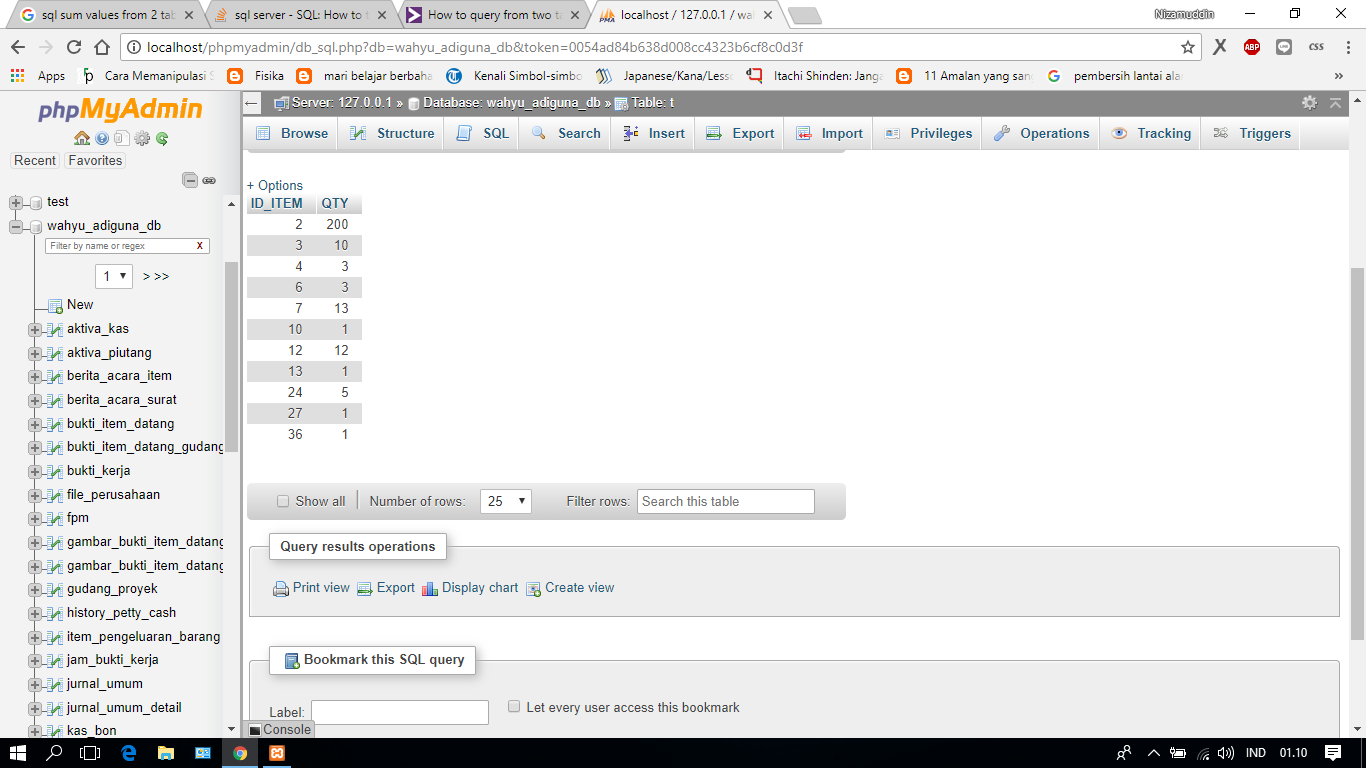 sql sum values from 2 tab
sql server - SQL: How to t
How to query from two ta
localhost / 127.0.0.1 / wa
Nizamuddin
localhost/phpmyadmin/db_sql.php?db=wahyu_adiguna_db&token=0054ad84b638d008cc4323b6cf8c0d3f
X ABP LINE CSS
Apps Cara Memanipulasi S Fisika mari belajar berbaha Kenali Simbol-simbo Japanese/Kana/Lesso Itachi Shinden: Janga 11 Amalan yang sang pembersih lantai ala »
phpMyAdmin
Recent Favorites
test
wahyu_adiguna_db
Filter by name or regex X
1 > >>
New
aktiva_kas
aktiva_piutang
berita_acara_item
berita_acara_surat
bukti_item_datang
bukti_item_datang_gudang
bukti_kerja
file_perusahaan
fpm
gambar_bukti_item_datang
gambar_bukti_item_datang
gudang_proyek
history_petty_cash
item_pengeluaran_barang
jam_bukti_kerja
jurnal_umum
jurnal_umum_detail
kas_bon
Server: 127.0.0.1 » Database: wahyu_adiguna_db » Table: t
Browse Structure SQL Search Insert Export Import Privileges Operations Tracking Triggers
+ Options
ID_ITEM QTY
2 200
3 10
4 3
6 3
7 13
10 1
12 12
13 1
24 5
27 1
36 1
Show all Number of rows: 25 Filter rows: Search this table
Query results operations
Print view Export Display chart Create view
Bookmark this SQL query
Label: Let every user access this bookmark
Console
IND 01.10